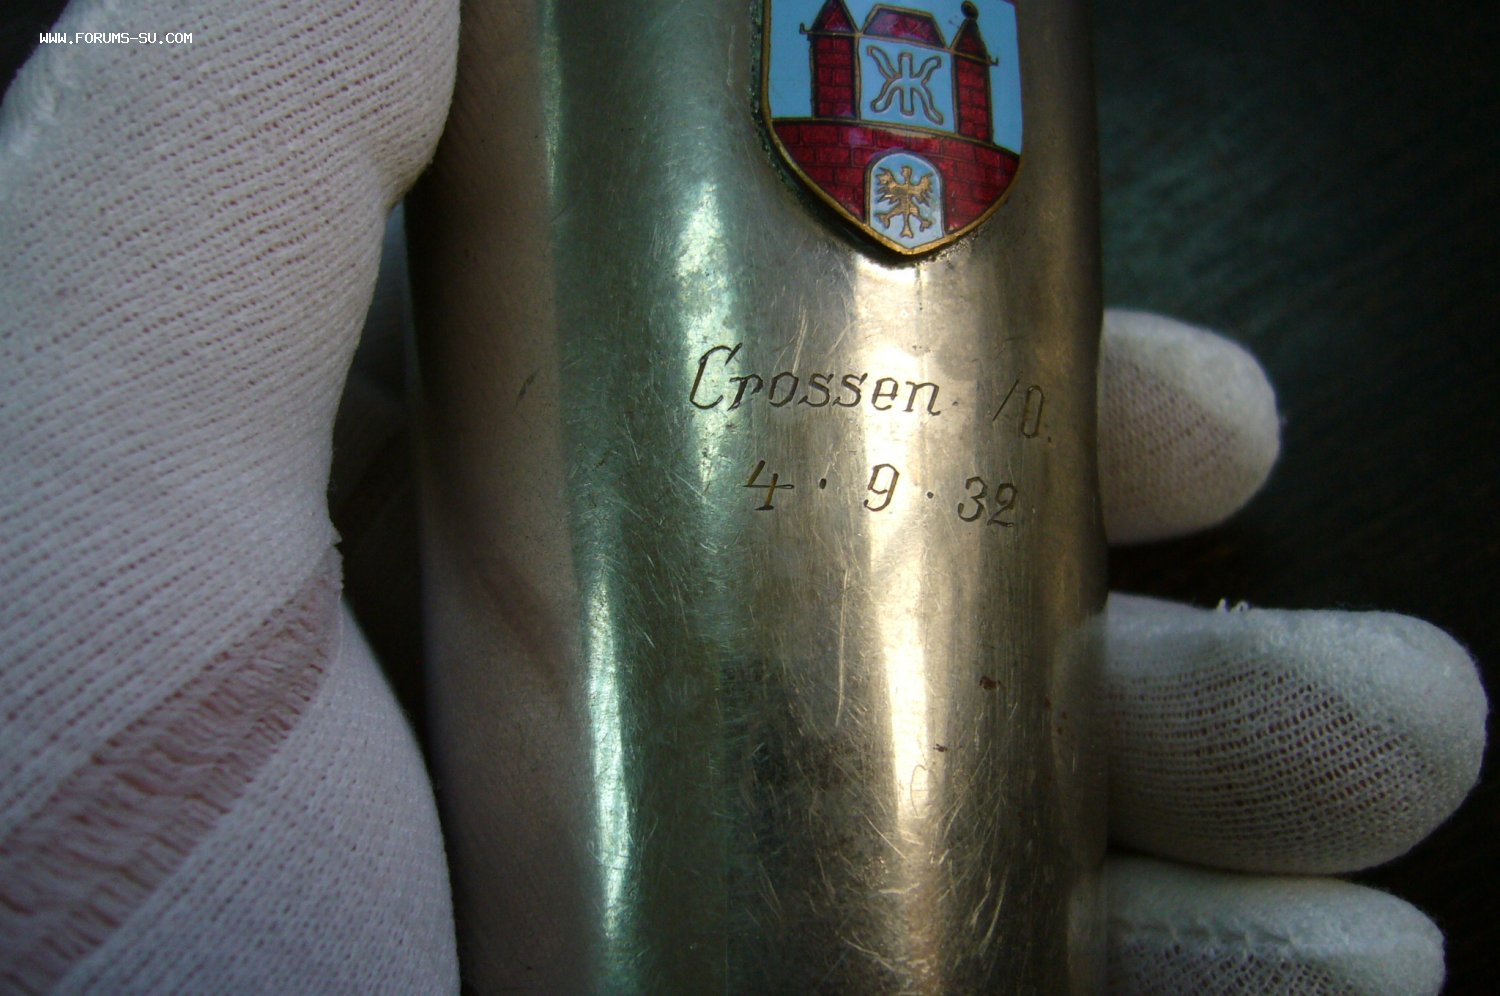 WWW.FORUMS-SU.COM
Crossen /O.
4 · 9 · 32